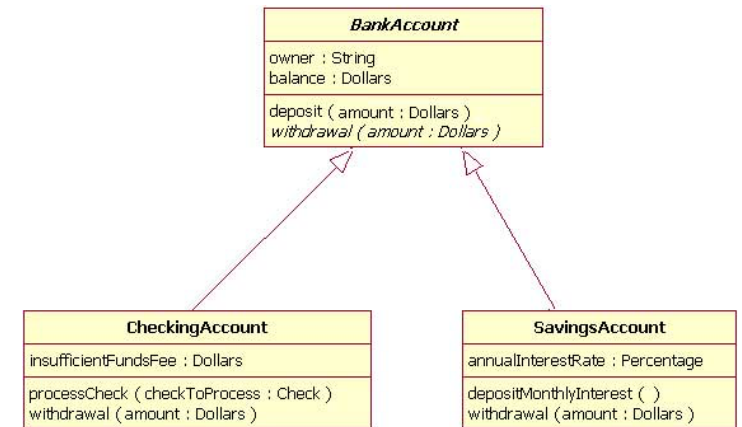 BankAccount
owner : String
balance : Dollars
deposit ( amount : Dollars )
withdrawal ( amount : Dollars )
CheckingAccount
insufficientFundsFee : Dollars
processCheck ( checkToProcess : Check )
withdrawal ( amount : Dollars )
SavingsAccount
annualInterestRate : Percentage
depositMonthlyInterest ( )
withdrawal ( amount : Dollars )